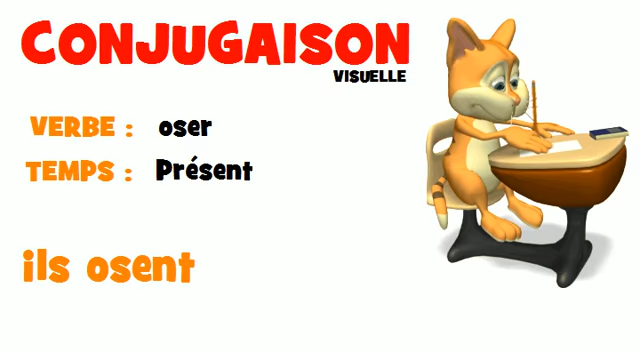 CONJUGAISON
VISUELLE
VERBE : oser
TEMPS : Présent
ils osent